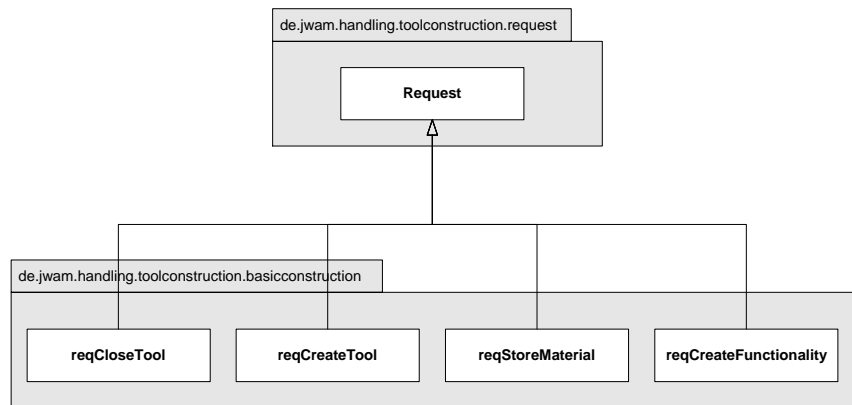 de.jwam.handling.toolconstruction.request
Request
de.jwam.handling.toolconstruction.basicconstruction
reqCloseTool
reqCreateTool
reqStoreMaterial
reqCreateFunctionality